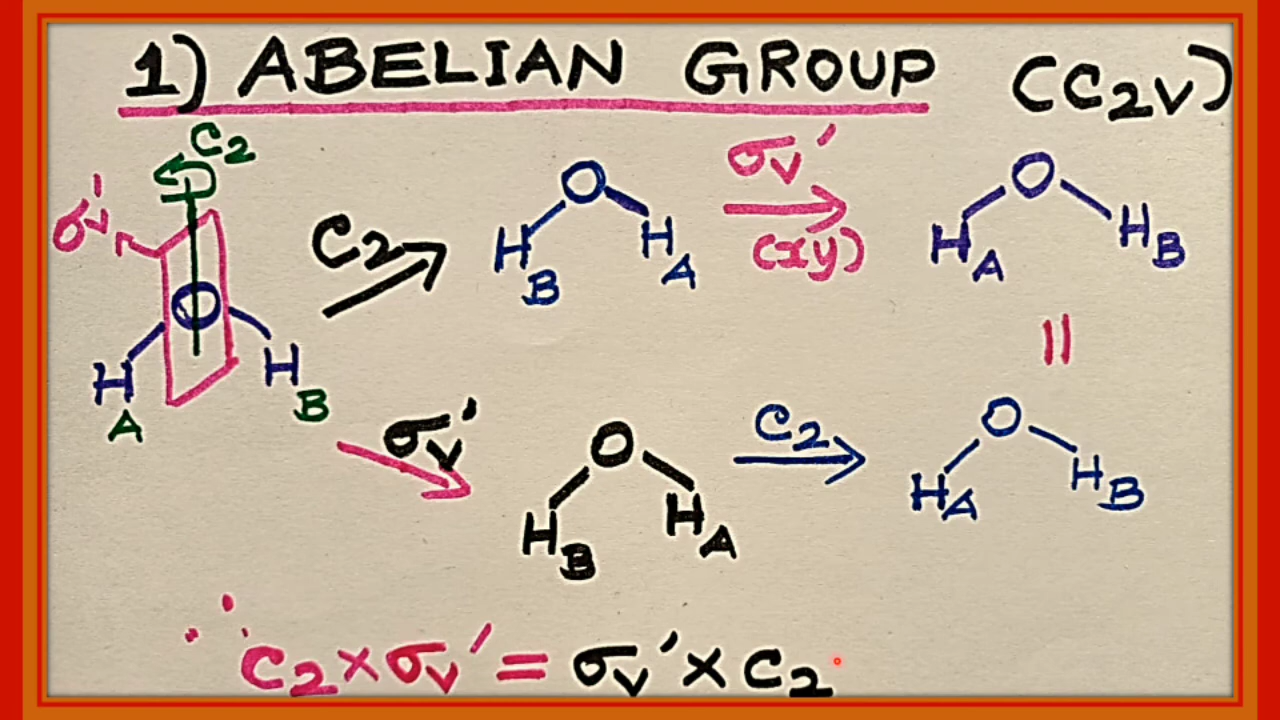 1) ABELIAN GROUP (C2V)
C2
σv'
C2
O
HB HA
σv'
(xy)
O
HA HB
O
HA HB
=
σv'
O
HB HA
C2
O
HA HB
∴ C2 × σv' = σv' × C2